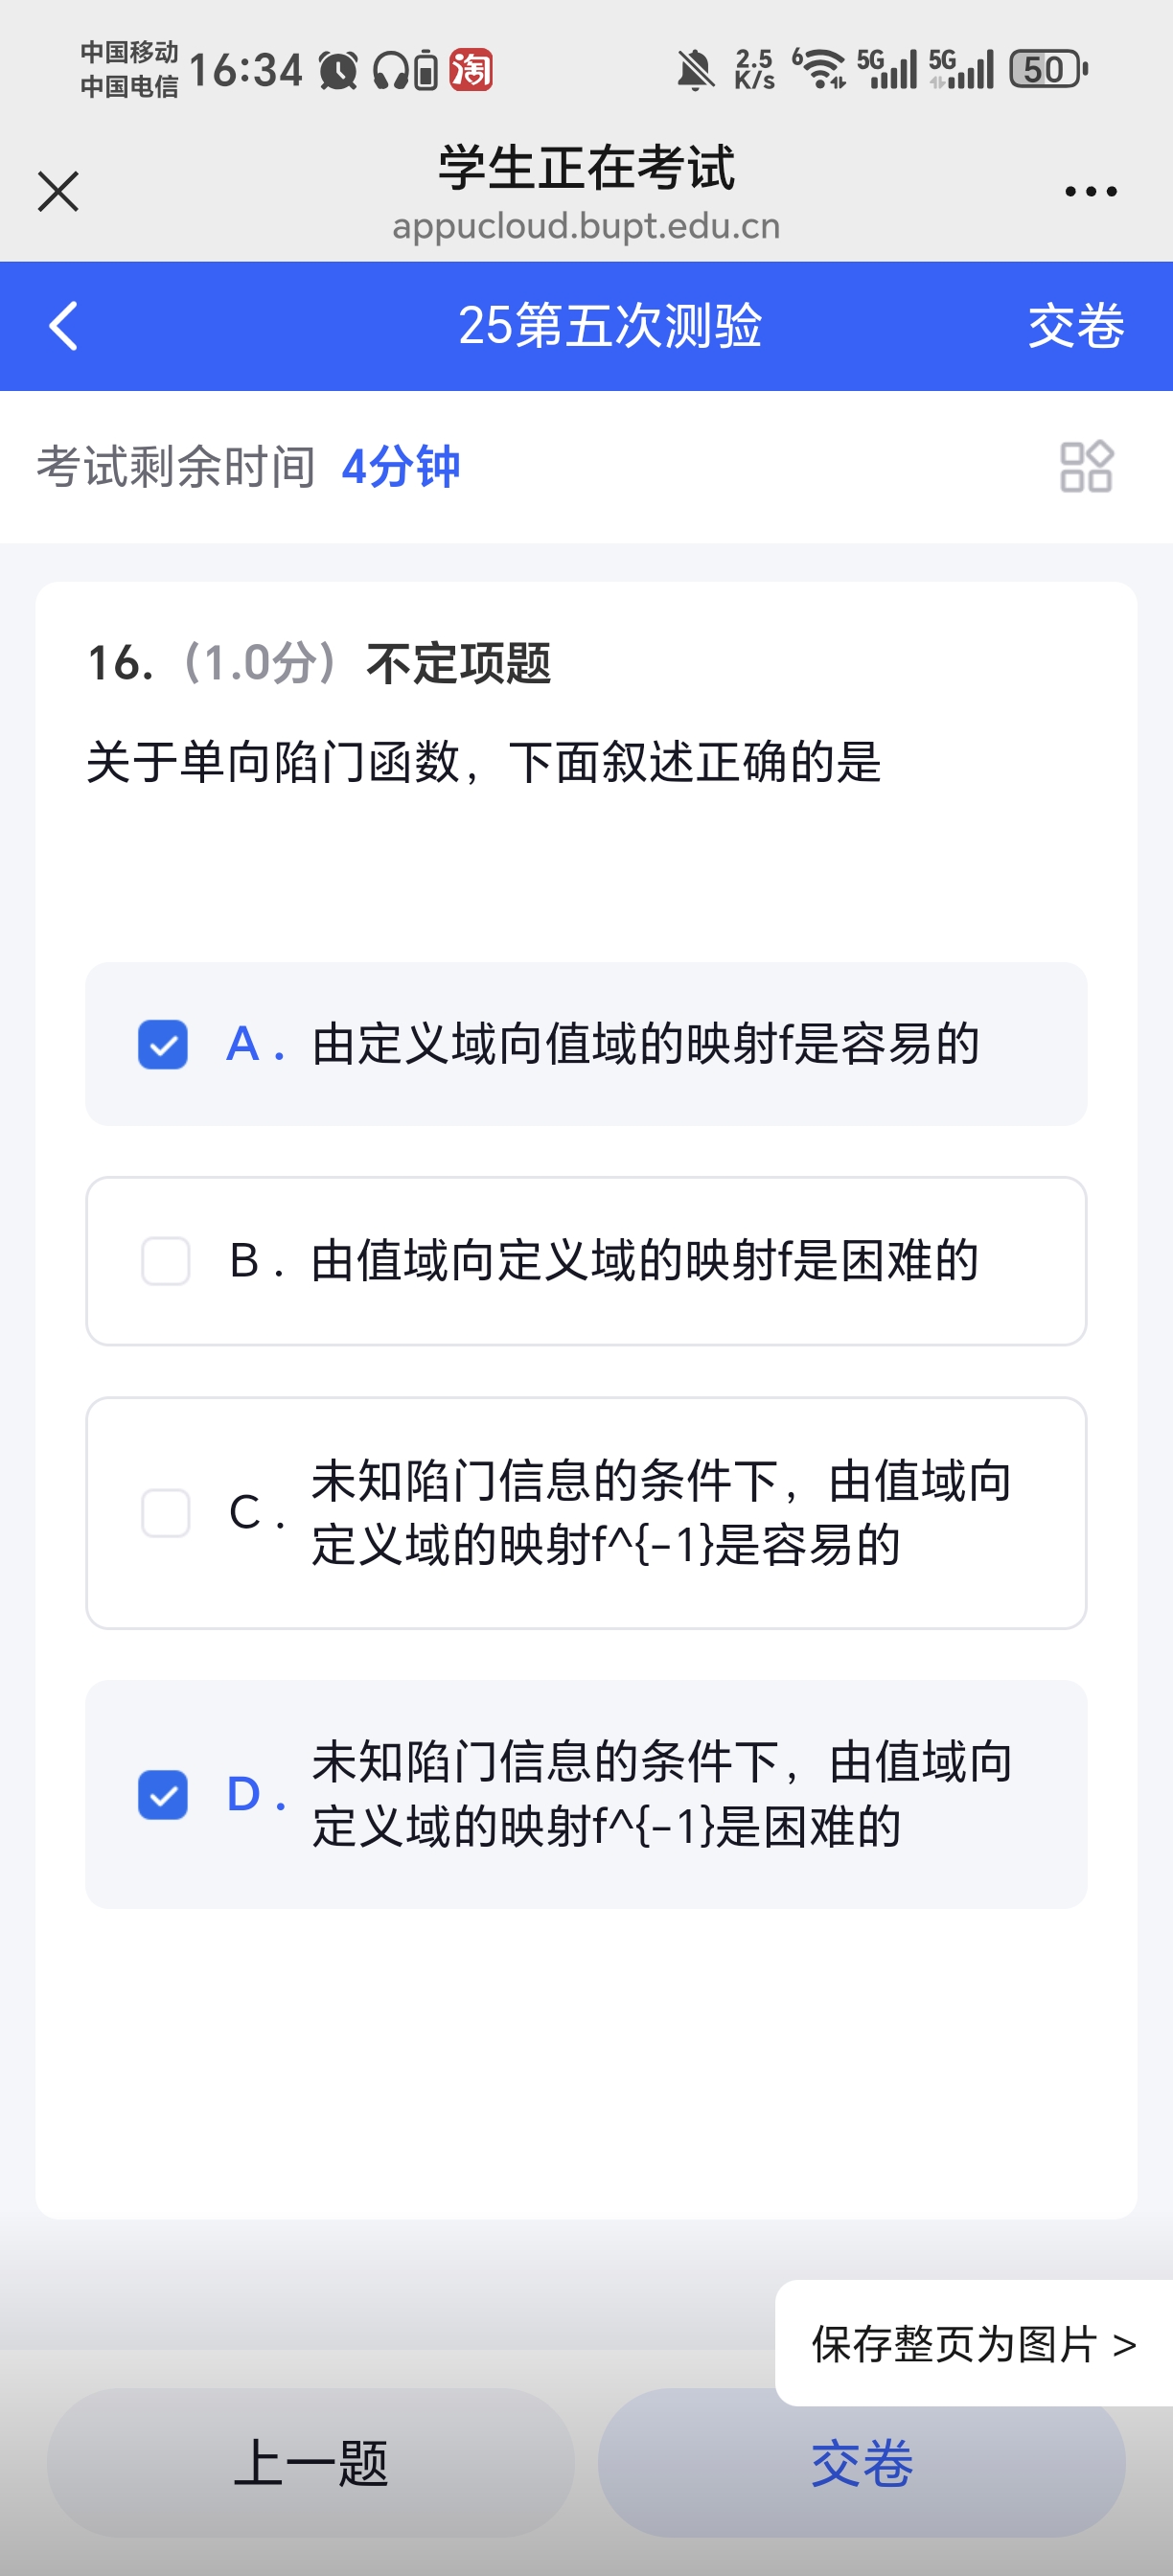 中国移动
中国电信
16:34
淘
2.5
K/s
6
5G
5G
50
学生正在考试
appucloud.bupt.edu.cn
25第五次测验
交卷
考试剩余时间 4分钟
16. (1.0分) 不定项题
关于单向陷门函数，下面叙述正确的是
A. 由定义域向值域的映射f是容易的
B. 由值域向定义域的映射f是困难的
C. 未知陷门信息的条件下，由值域向
定义域的映射f^{-1}是容易的
D. 未知陷门信息的条件下，由值域向
定义域的映射f^{-1}是困难的
保存整页为图片 >
上一题
交卷